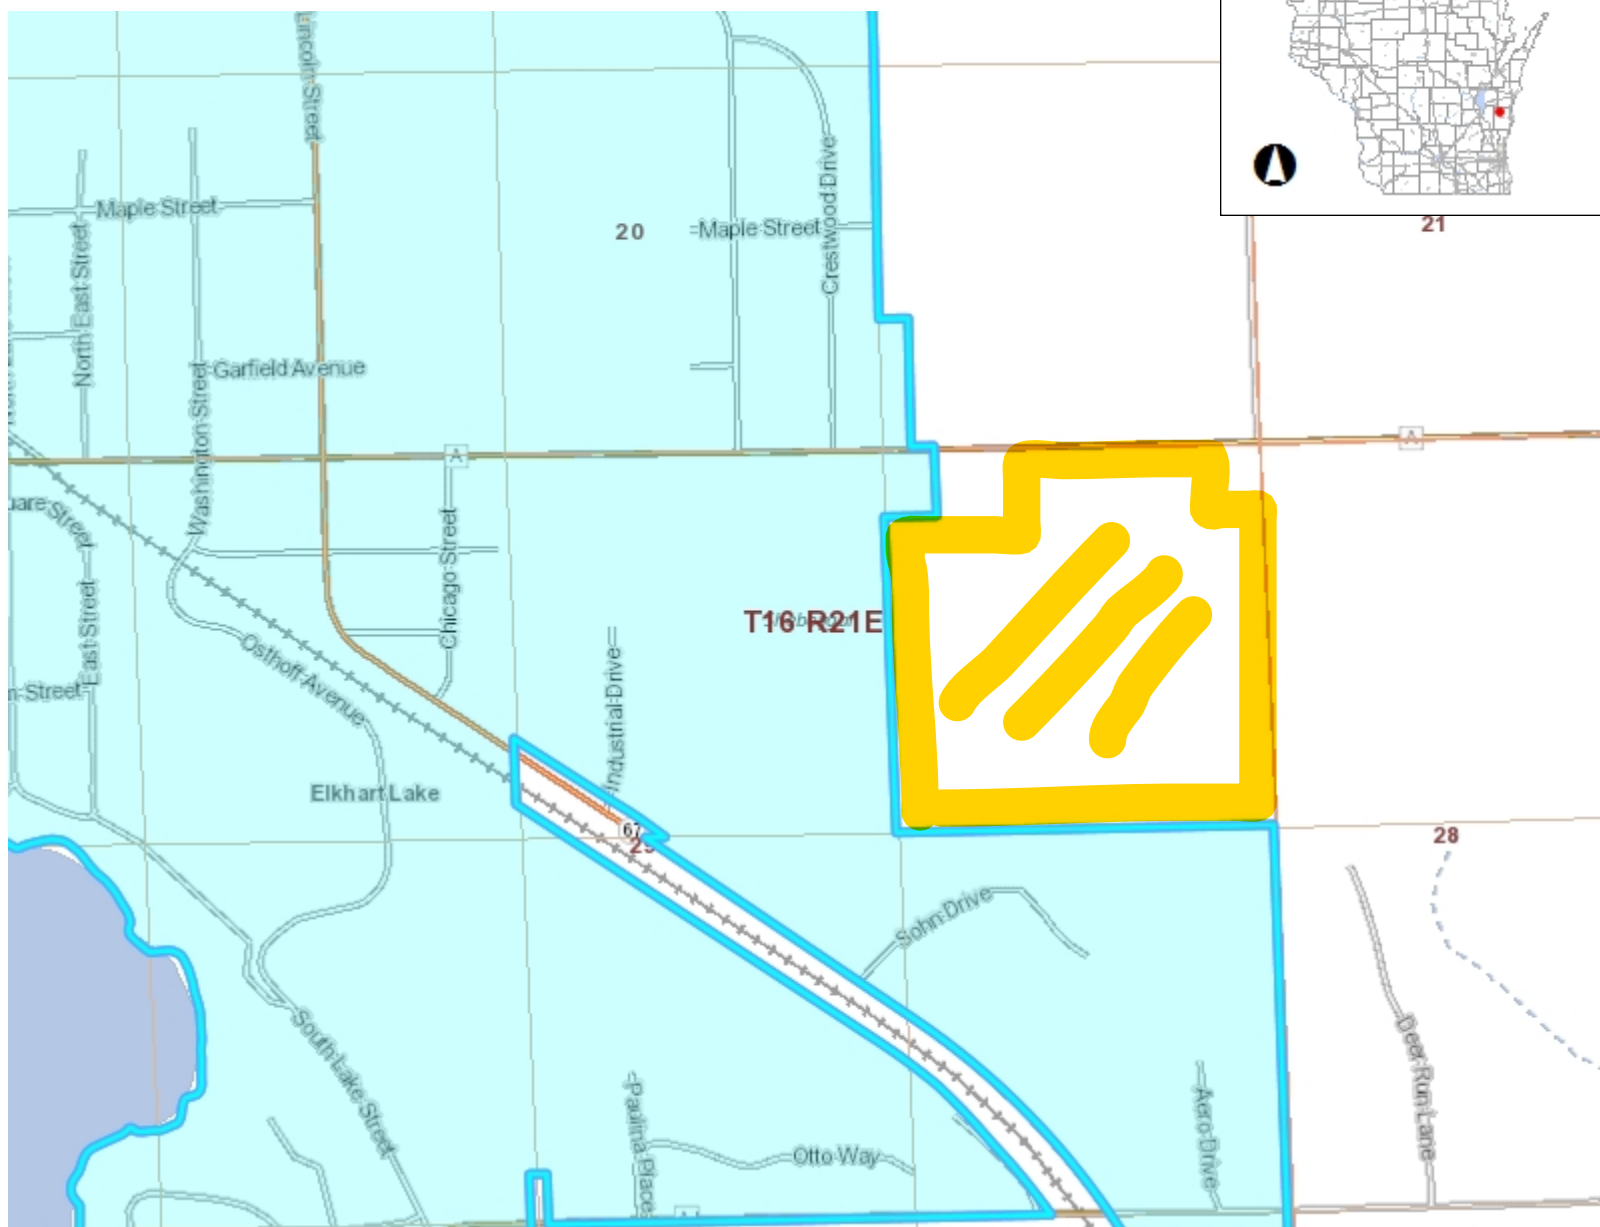 Lincoln Street
21
Maple Street
20
Maple Street
Crestwood Drive
North East Street
Garfield Avenue
Washington Street
A
A
Chicago Street
East Street
T16 R21E
Osthoff Avenue
Industrial Drive
Elkhart Lake
67
28
Sohn Drive
South Lake Street
Deer Run Lane
Paulina Place
Otto Way
Aero Drive